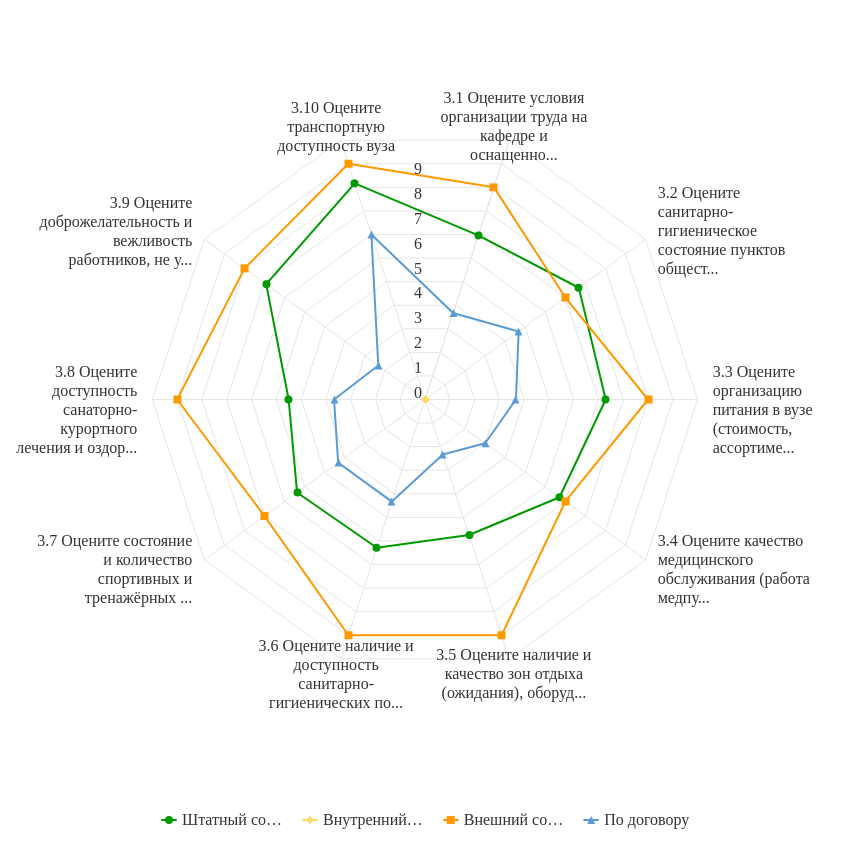 3.10 Оцените
транспортную
доступность вуза
3.1 Оцените условия
организации труда на
кафедре и
оснащенно...
3.2 Оцените
санитарно-
гигиеническое
состояние пунктов
общест...
3.3 Оцените
организацию
питания в вузе
(стоимость,
ассортиме...
3.4 Оцените качество
медицинского
обслуживания (работа
медпу...
3.5 Оцените наличие и
качество зон отдыха
(ожидания), оборуд...
3.6 Оцените наличие и
доступность
санитарно-
гигиенических по...
3.7 Оцените состояние
и количество
спортивных и
тренажёрных ...
3.8 Оцените
доступность
санаторно-
курортного
лечения и оздор...
3.9 Оцените
доброжелательность и
вежливость
работников, не у...
9
8
7
6
5
4
3
2
1
0
Штатный со…
Внутренний…
Внешний со…
По договору